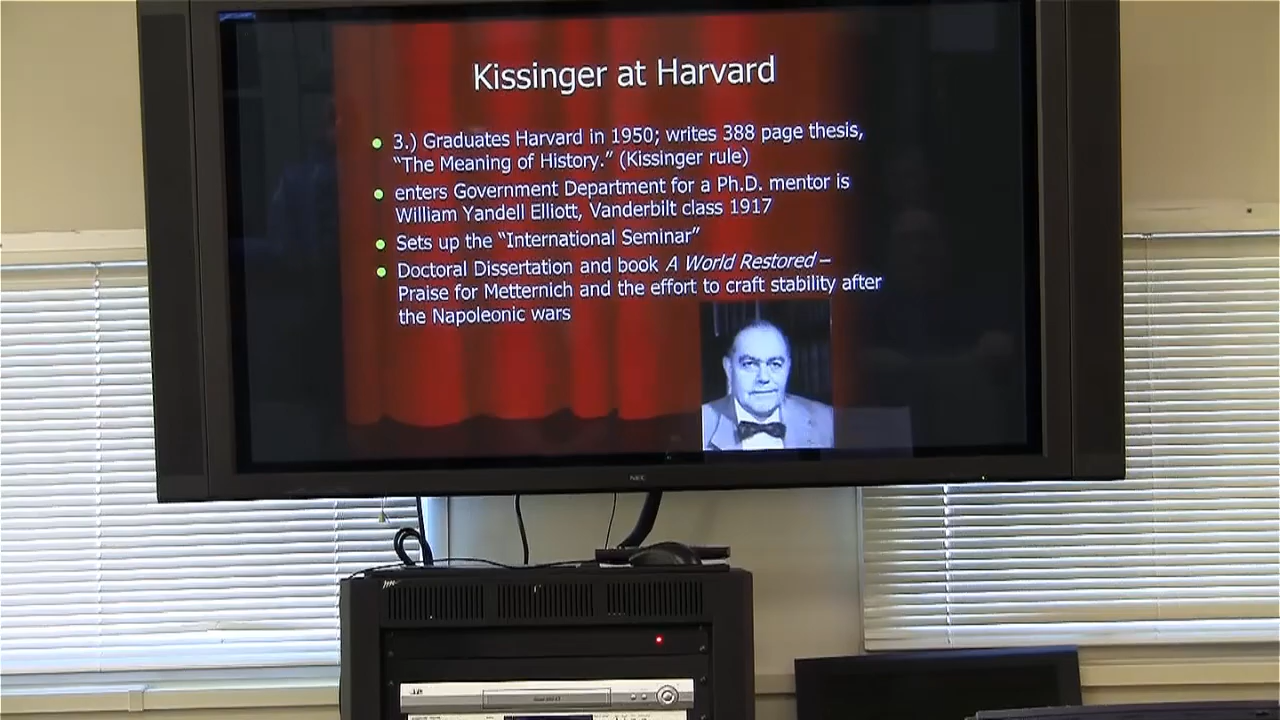 Kissinger at Harvard
3.) Graduates Harvard in 1950; writes 388 page thesis,
“The Meaning of History.” (Kissinger rule)
enters Government Department for a Ph.D. mentor is
William Yandell Elliott, Vanderbilt class 1917
Sets up the “International Seminar”
Doctoral Dissertation and book A World Restored –
Praise for Metternich and the effort to craft stability after
the Napoleonic wars
NEC